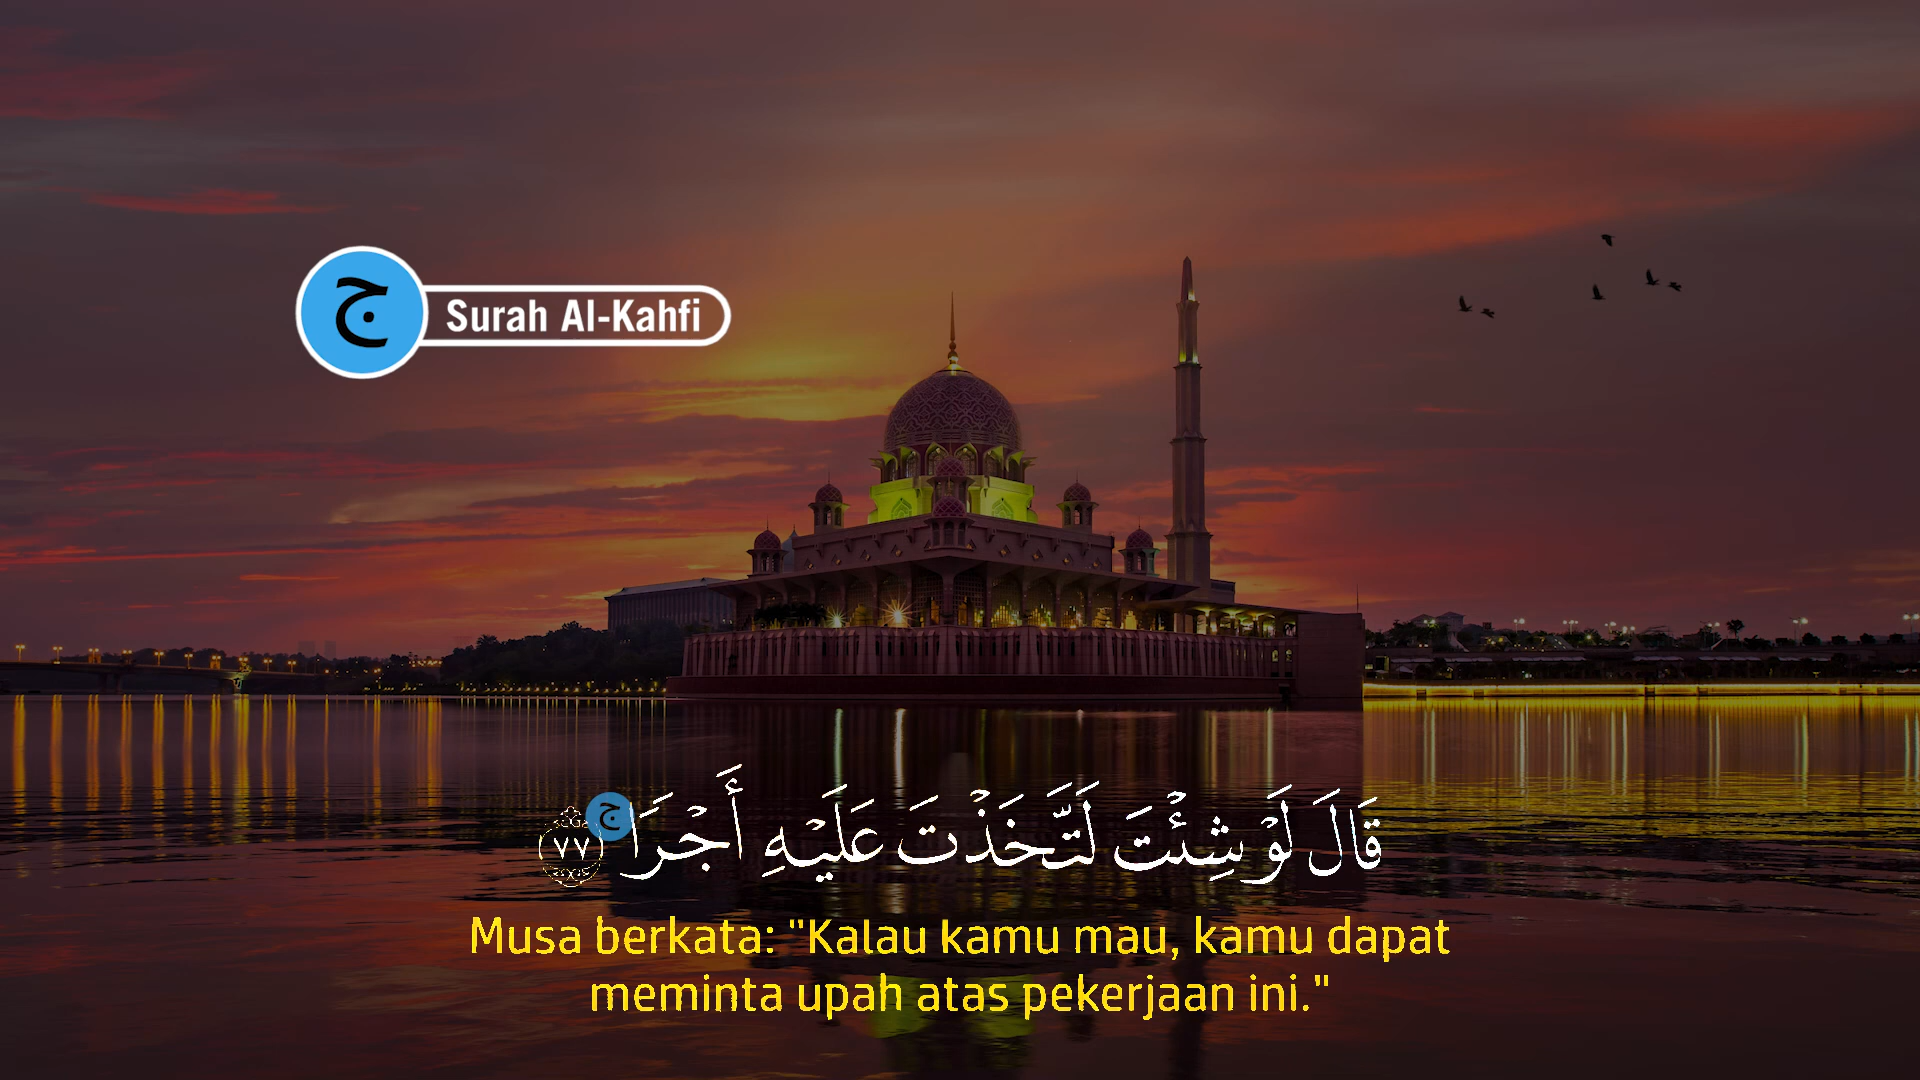 ج
Surah Al-Kahfi
قَالَ لَوْ شِئْتَ لَتَّخَذْتَ عَلَيْهِ أَجْرًا ج ٧٧
Musa berkata: "Kalau kamu mau, kamu dapat
meminta upah atas pekerjaan ini."